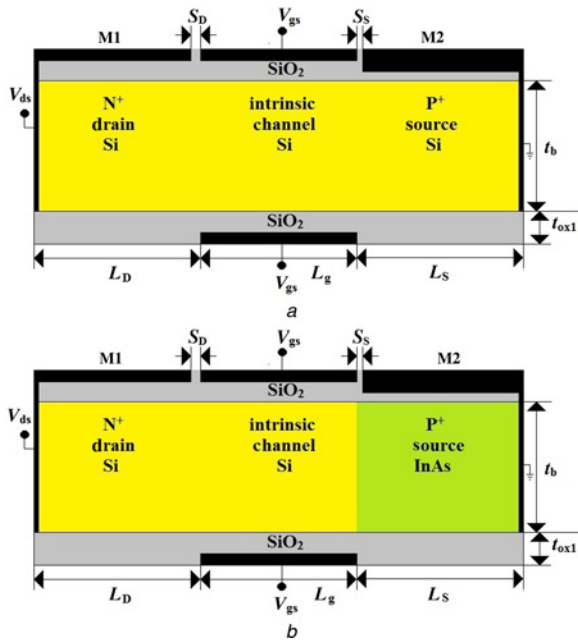 S_D V_gs S_S
M1 M2
SiO₂
V_ds
N⁺ intrinsic P⁺
drain channel source
Si Si Si
t_b
SiO₂
t_ox1
L_D V_gs L_g L_S
a
S_D V_gs S_S
M1 M2
SiO₂
V_ds
N⁺ intrinsic P⁺
drain channel source
Si Si InAs
t_b
SiO₂
t_ox1
L_D V_gs L_g L_S
b